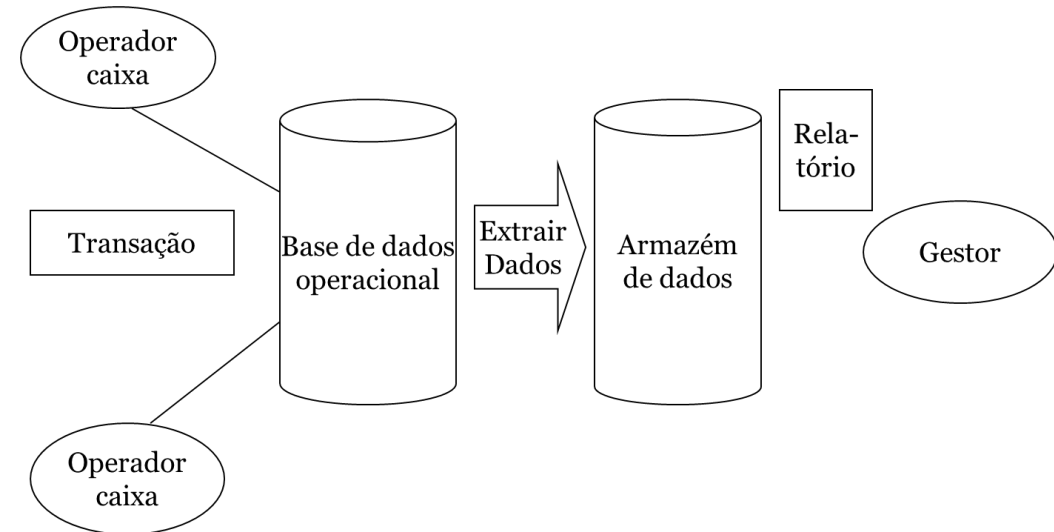 Operador
caixa
Transação
Operador
caixa
Base de dados
operacional
Extrair
Dados
Armazém
de dados
Rela-
tório
Gestor